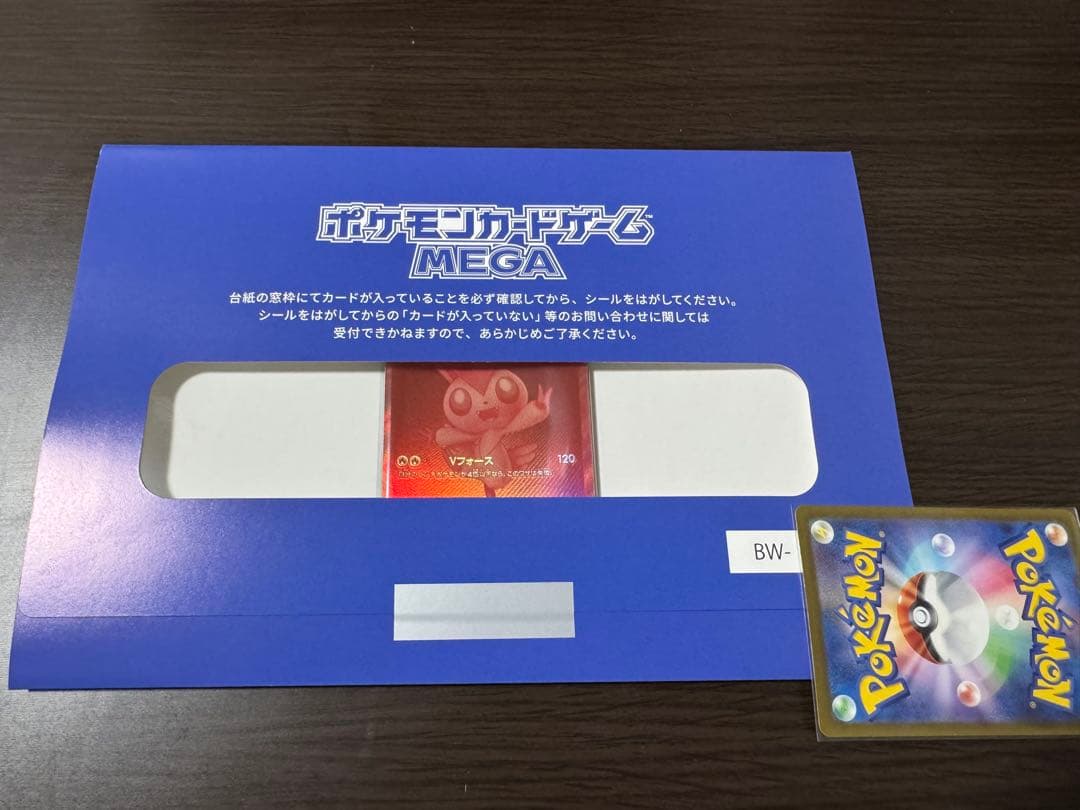 ポケモンカードゲーム™
MEGA
台紙の窓枠にてカードが入っていることを必ず確認してから、シールをはがしてください。
シールをはがしてからの「カードが入っていない」等のお問い合わせに関しては
受付できかねますので、あらかじめご了承ください。
Vフォース 120
BW-
POKéMON
POKéMON